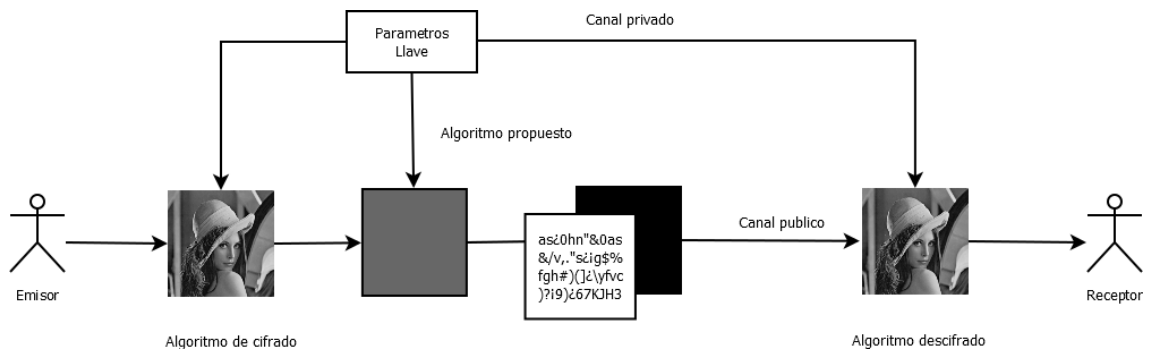 Canal privado
Parametros
Llave
Algoritmo propuesto
as¿0hn"&0as
&/v,."s¿ig$%
fgh#)(]¿\yfvc
)?i9)¿67KJH3
Canal publico
Emisor
Receptor
Algoritmo de cifrado
Algoritmo descifrado